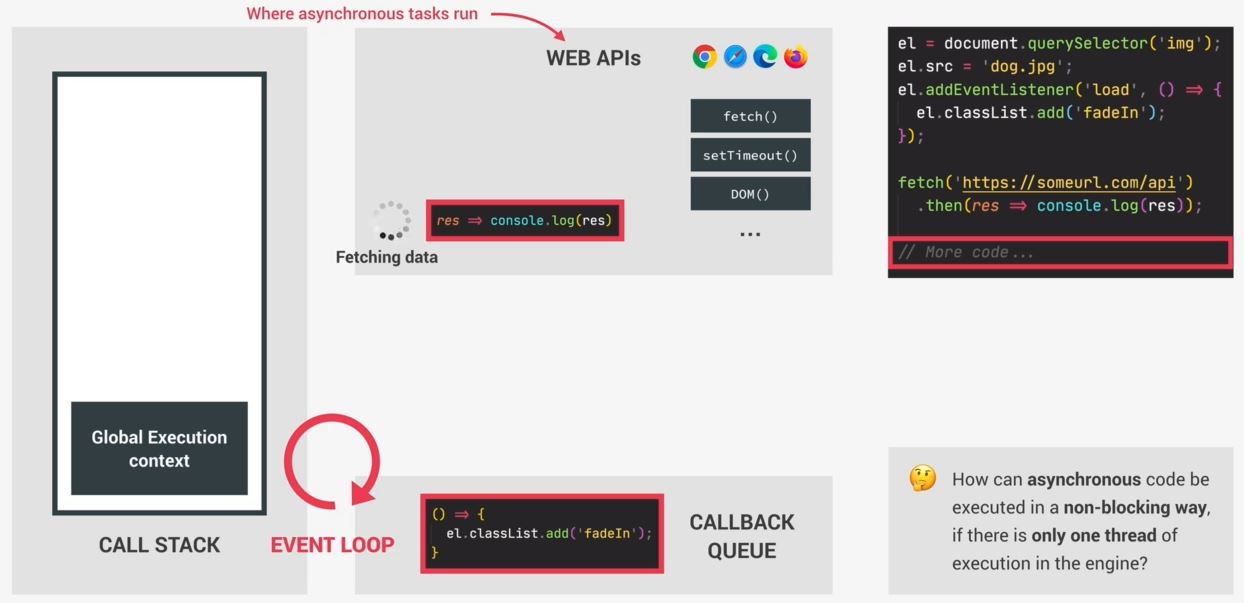 Where asynchronous tasks run
WEB APIs
fetch()
setTimeout()
DOM()
...
res => console.log(res)
Fetching data
Global Execution
context
CALL STACK
EVENT LOOP
() => {
el.classList.add('fadeIn');
}
CALLBACK
QUEUE
el = document.querySelector('img');
el.src = 'dog.jpg';
el.addEventListener('load', () => {
el.classList.add('fadeIn');
});
fetch('https://someurl.com/api')
.then(res => console.log(res));
// More code...
How can asynchronous code be
executed in a non-blocking way,
if there is only one thread of
execution in the engine?